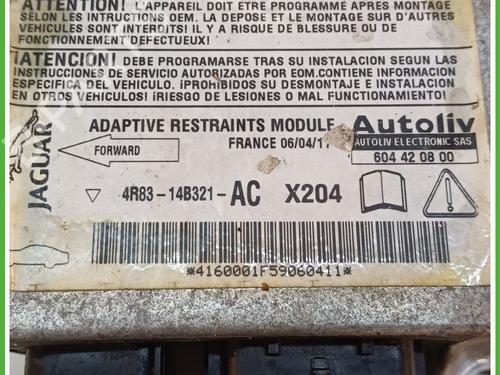 ATTENTION! L'APPAREIL DOIT ETRE PROGRAMME APRES MONTAGE
SELON LES INTRUCTIONS OEM. LA DEPOSE ET LE MONTAGE SUR D'AUTRES
VEHICULES SONT INTERDITS! IL Y A RISQUE DE BLESSURE OU DE
FONCTIONNEMENT DEFECTUEUX!
¡ATENCION! DEBE PROGRAMARSE TRAS SU INSTALACION SEGUN LAS
INSTRUCCIONES DE SERVICIO AUTORIZADAS POR EOM.CONTIENE INFORMACION
ESPECIFICA DEL VEHICULO. ¡PROHIBIDOS SU DESMONTAJE E INSTALACION
EN OTROS VEHICULOS! ¡RIESGO DE LESIONES O MAL FUNCIONAMIENTO!
JAGUAR
ADAPTIVE RESTRAINTS MODULE
FORWARD
FRANCE 06/04/11
Autoliv
AUTOLIV ELECTRONIC SAS
604 42 08 00
4R83-14B321-AC X204
*4160001F59060411*